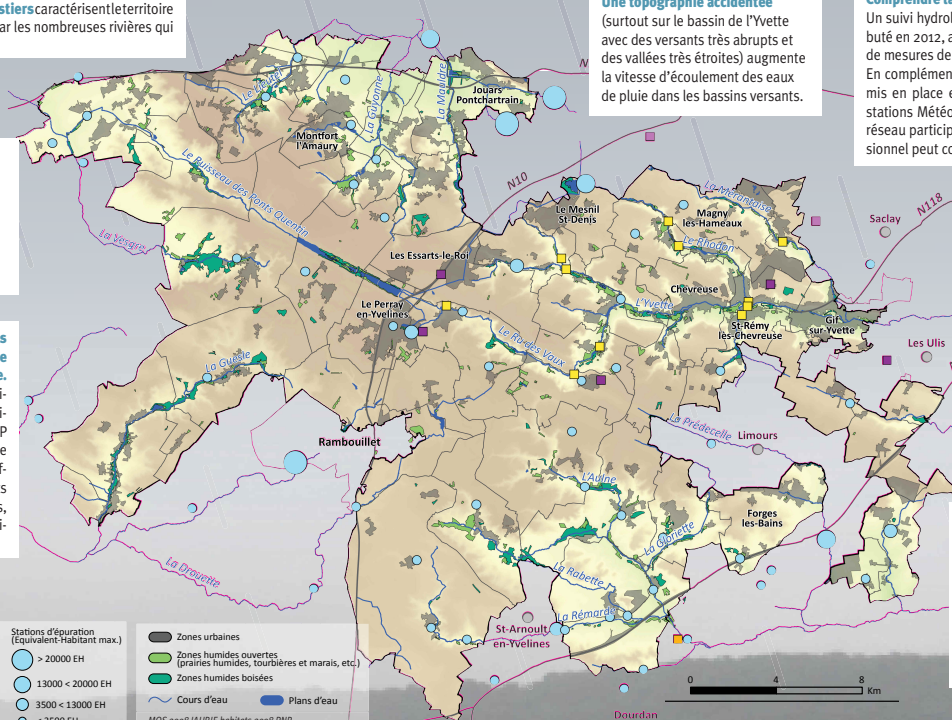 stiers caractérisent le territoire
par les nombreuses rivières qui
Une topographie accidentée
(surtout sur le bassin de l'Yvette
avec des versants très abrupts et
des vallées très étroites) augmente
la vitesse d'écoulement des eaux
de pluie dans les bassins versants.
Un suivi hydrol
buté en 2012, a
de mesures de
En complémen
mis en place e
stations Météo
réseau particip
sionnel peut co
s
e
e.
i-
i-
P
e
f-
s
s,
i-
La Guyonne
La Mauldre
Jouars
Pontchartrain
Montfort
l'Amaury
N
N10
N118
Le Ruisseau des Ponts Quentin
La Vesgre
Le Mesnil
St-Denis
La Mérantaise
Magny
les-Hameaux
Saclay
Le Rhodon
Les Essarts-le-Roi
Chevreuse
L'Yvette
Le Perray
en-Yvelines
St-Rémy
lès-Chevreuse
Gif
sur-Yvette
Le Ru des Vaux
Les Ulis
La Guesle
Rambouillet
La Prédecelle
Limours
L'Aulne
Forges
les-Bains
La Gloriette
La Drouette
La Rabette
La Rémarde
St-Arnoult
en-Yvelines
Dourdan
0 4 8
Km
Stations d'épuration
(Equivalent-Habitant max.)
> 20000 EH
13000 < 20000 EH
3500 < 13000 EH
< 3500 EH
Zones urbaines
Zones humides ouvertes
(prairies humides, tourbières et marais, etc.)
Zones humides boisées
Cours d'eau
Plans d'eau